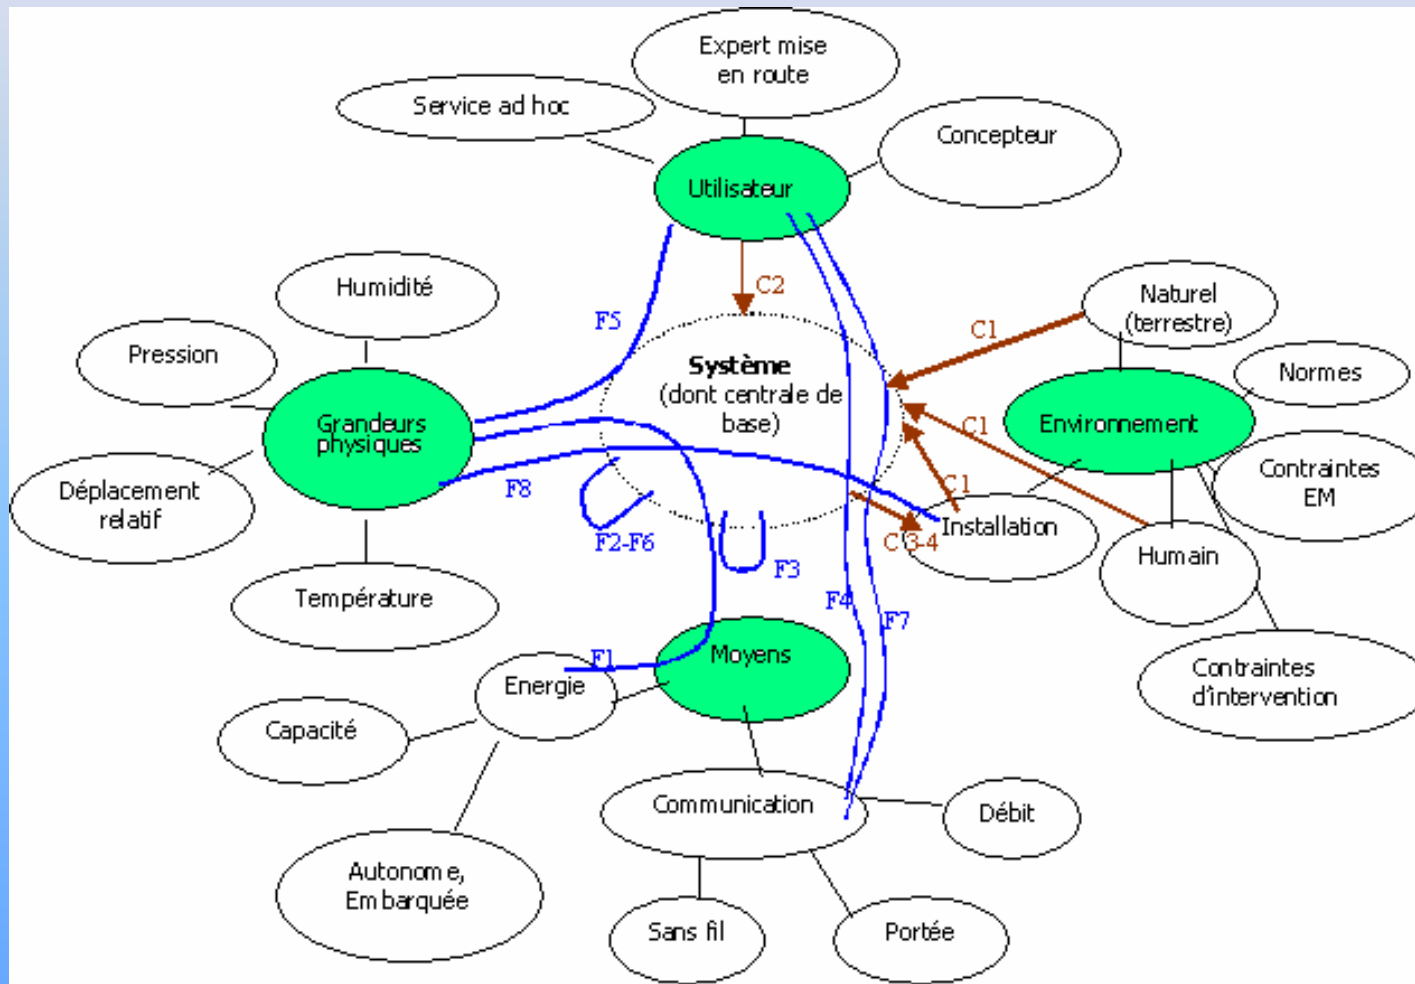 Expert mise
en route
Service ad hoc
Concepteur
Utilisateur
Humidité
C2
Naturel
(terrestre)
F5
C1
Pression
Système
(dont centrale de
base)
Normes
Grandeurs
physiques
C1
Environnement
Déplacement
relatif
F8
C1
Contraintes
EM
Installation
F2-F6
C 3-4
Humain
F3
Température
F4
F7
F1
Moyens
Energie
Contraintes
d'intervention
Capacité
Communication
Débit
Autonome,
Embarquée
Sans fil
Portée